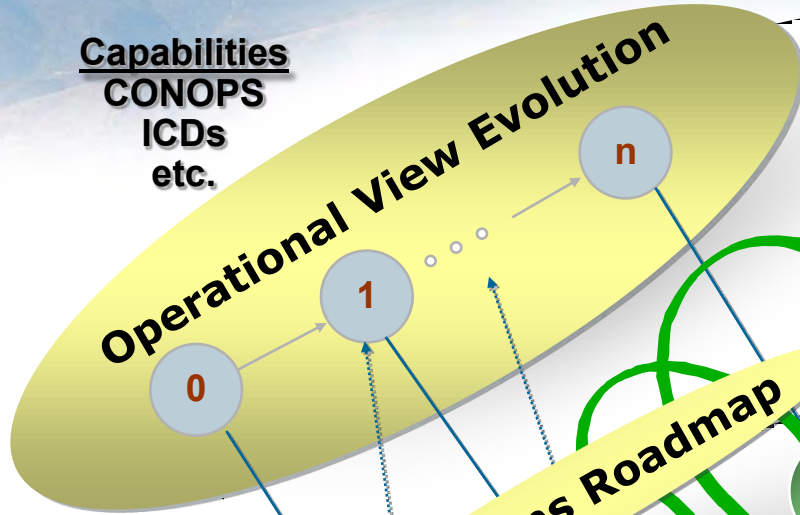 Capabilities
CONOPS
ICDs
etc.
Operational View Evolution
n
1
0
Roadmap